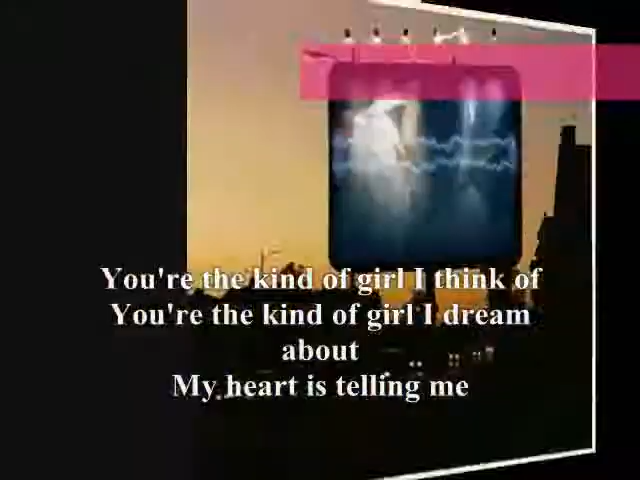 You're the kind of girl I think of
You're the kind of girl I dream
about
My heart is telling me